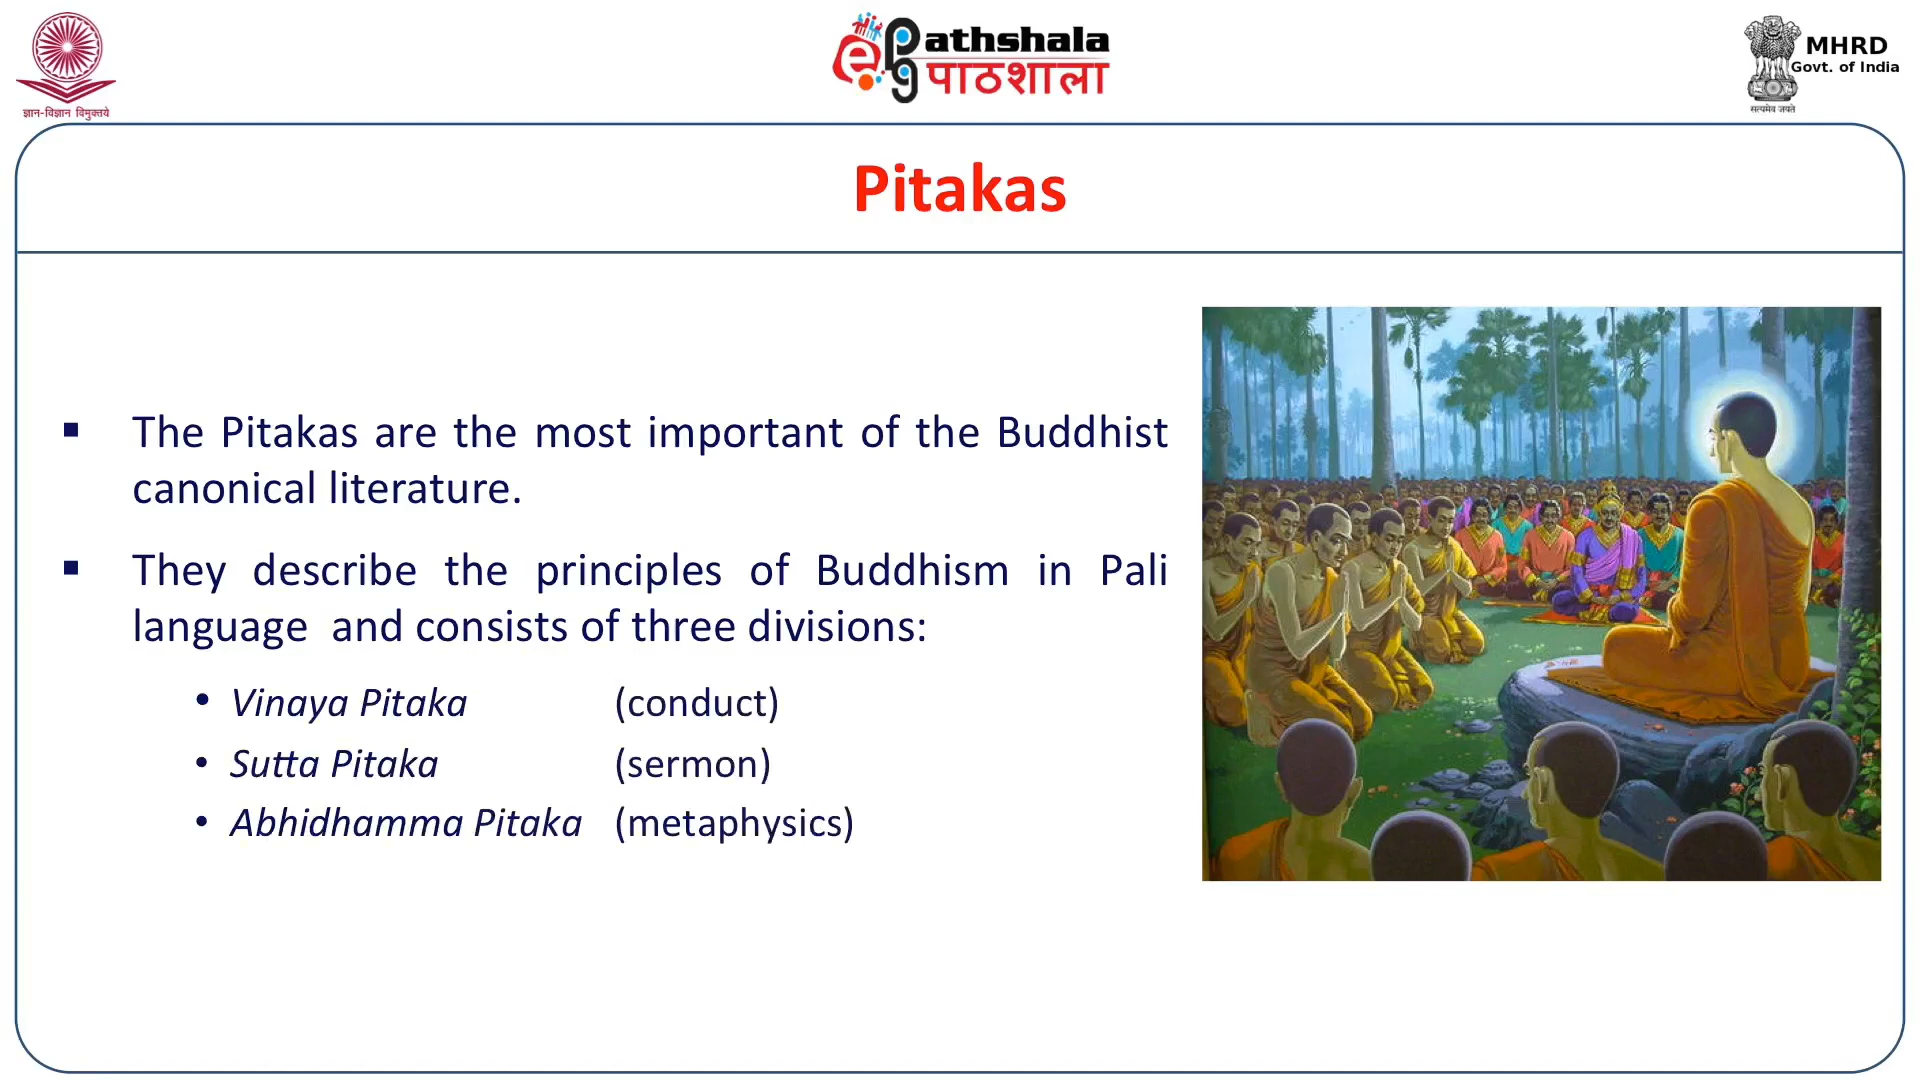 ज्ञान-विज्ञान विमुक्तये
ePG
athshala
पाठशाला
MHRD
Govt. of India
सत्यमेव जयते
Pitakas
▪ The Pitakas are the most important of the Buddhist
canonical literature.
▪ They describe the principles of Buddhism in Pali
language and consists of three divisions:
• Vinaya Pitaka (conduct)
• Sutta Pitaka (sermon)
• Abhidhamma Pitaka (metaphysics)